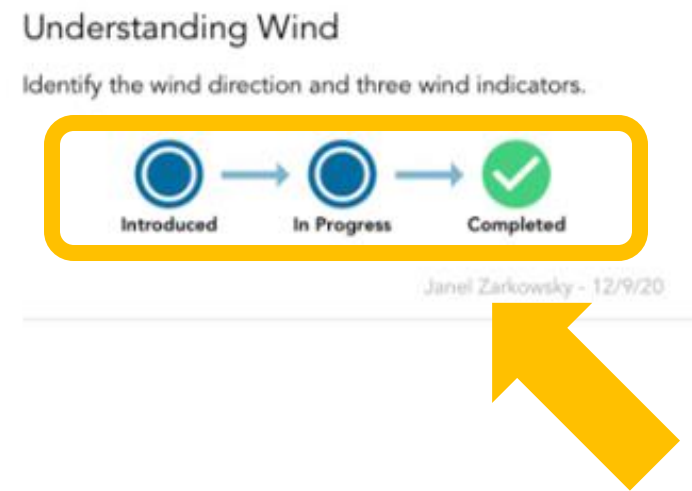 Understanding Wind
Identify the wind direction and three wind indicators.
Introduced In Progress Completed
Janel Zarkowsky - 12/9/20